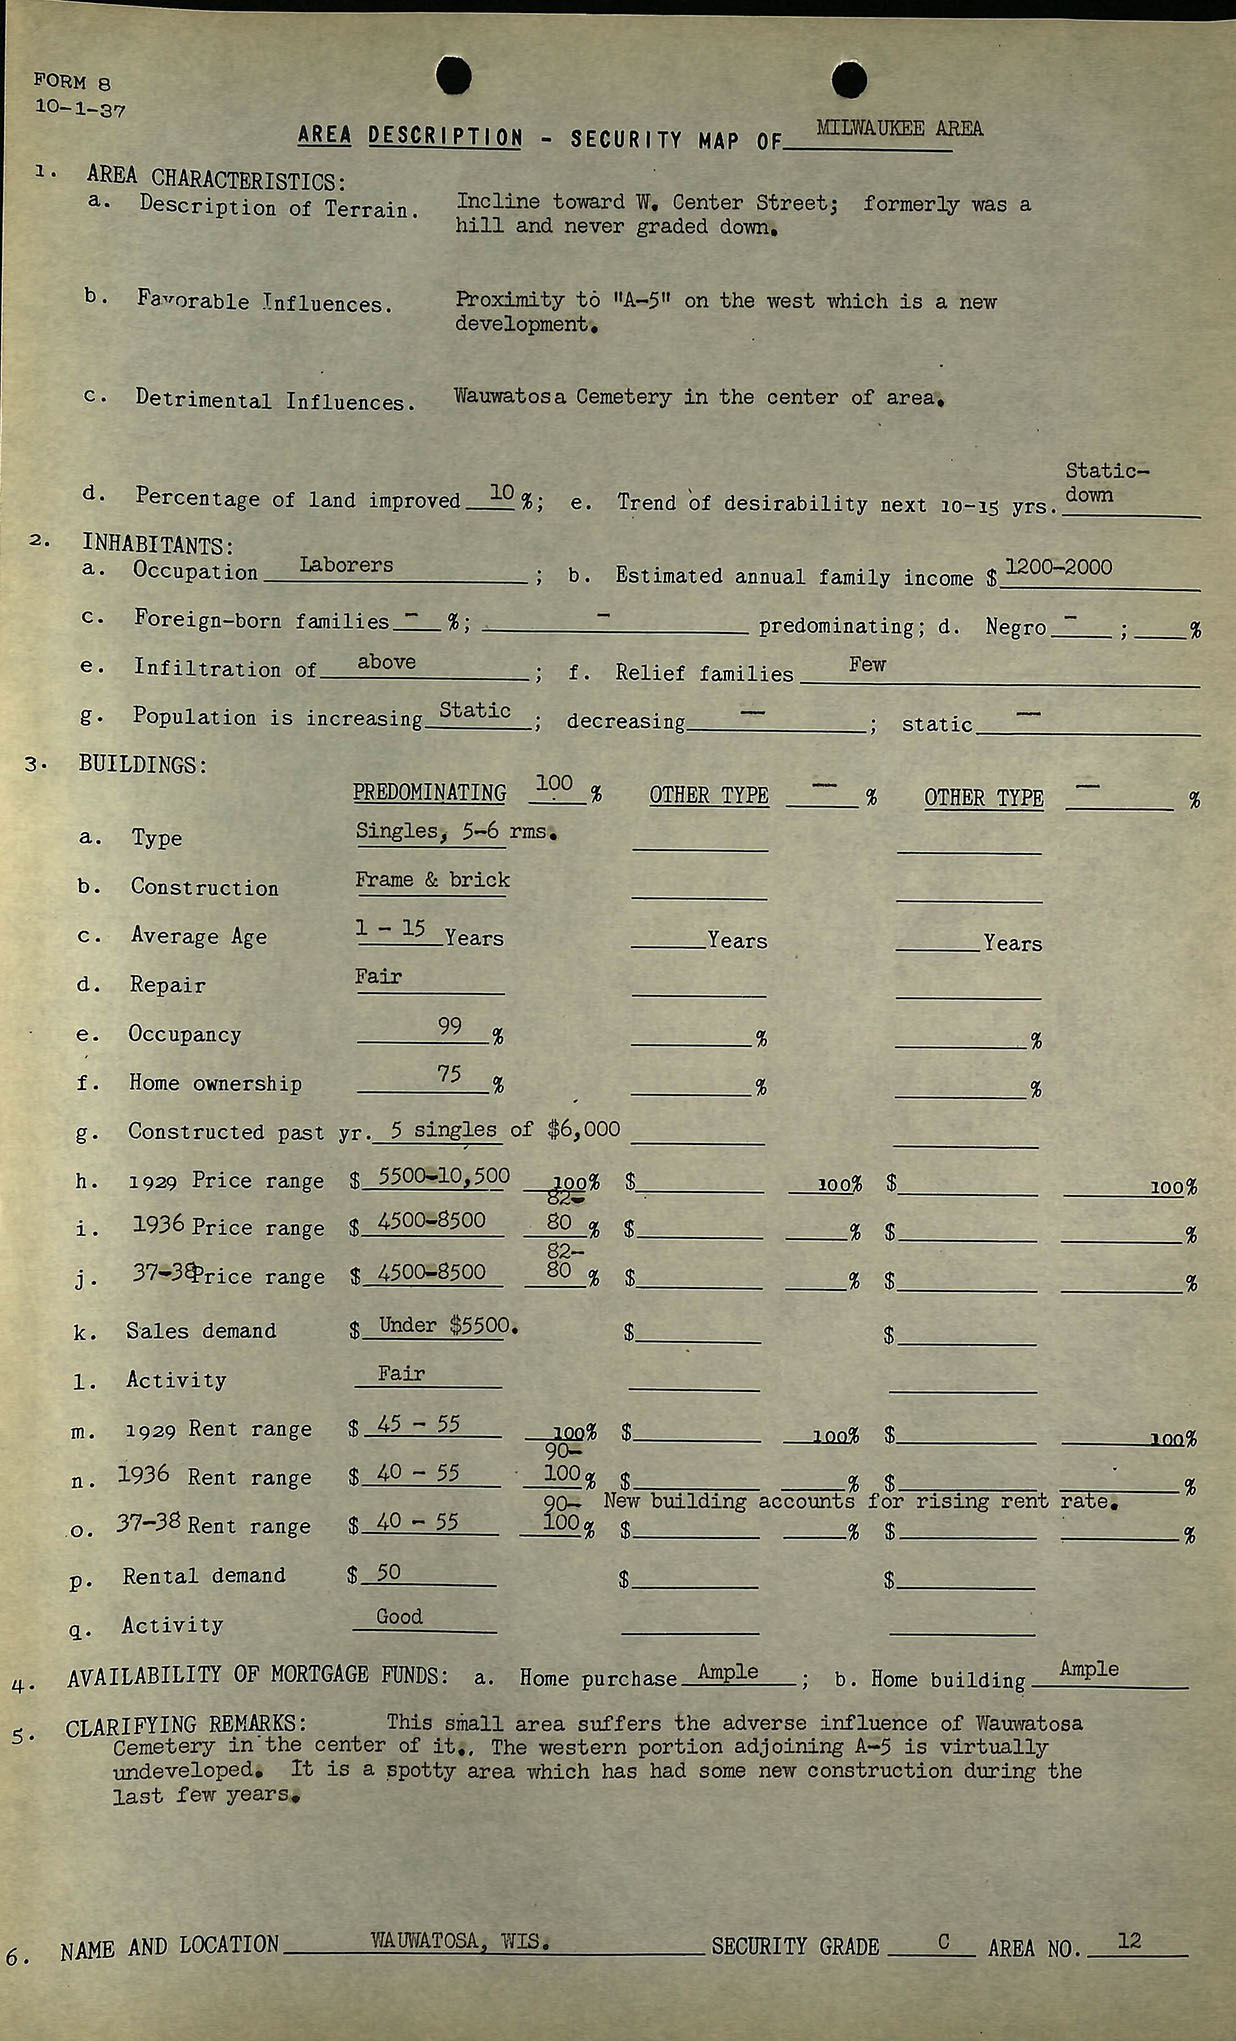 FORM 8
10-1-37
AREA DESCRIPTION - SECURITY MAP OF MILWAUKEE AREA
1. AREA CHARACTERISTICS:
a. Description of Terrain. Incline toward W. Center Street; formerly was a
hill and never graded down.
b. Favorable Influences. Proximity to "A-5" on the west which is a new
development.
c. Detrimental Influences. Wauwatosa Cemetery in the center of area.
d. Percentage of land improved 10 %; e. Trend of desirability next 10-15 yrs. Static-
down
2. INHABITANTS:
a. Occupation Laborers ; b. Estimated annual family income $ 1200-2000
c. Foreign-born families - %; - predominating; d. Negro - ; %
e. Infiltration of above ; f. Relief families Few
g. Population is increasing Static ; decreasing — ; static —
3. BUILDINGS:
PREDOMINATING 100 % OTHER TYPE — % OTHER TYPE — %
a. Type Singles, 5-6 rms.
b. Construction Frame & brick
c. Average Age 1 - 15 Years Years Years
d. Repair Fair
e. Occupancy 99 % % %
f. Home ownership 75 % % %
g. Constructed past yr. 5 singles of $6,000
h. 1929 Price range $ 5500-10,500 100% $ 100% $ 100%
82-
i. 1936 Price range $ 4500-8500 80 % $ % $ %
82-
j. 37-38 Price range $ 4500-8500 80 % $ % $ %
k. Sales demand $ Under $5500. $ $
l. Activity Fair
m. 1929 Rent range $ 45 - 55 100% $ 100% $ 100%
90-
n. 1936 Rent range $ 40 - 55 100% $ % $ %
90- New building accounts for rising rent rate.
o. 37-38 Rent range $ 40 - 55 100% $ % $ %
p. Rental demand $ 50 $ $
q. Activity Good
4. AVAILABILITY OF MORTGAGE FUNDS: a. Home purchase Ample ; b. Home building Ample
5. CLARIFYING REMARKS: This small area suffers the adverse influence of Wauwatosa
Cemetery in the center of it.. The western portion adjoining A-5 is virtually
undeveloped. It is a spotty area which has had some new construction during the
last few years.
6. NAME AND LOCATION WAUWATOSA, WIS. SECURITY GRADE C AREA NO. 12